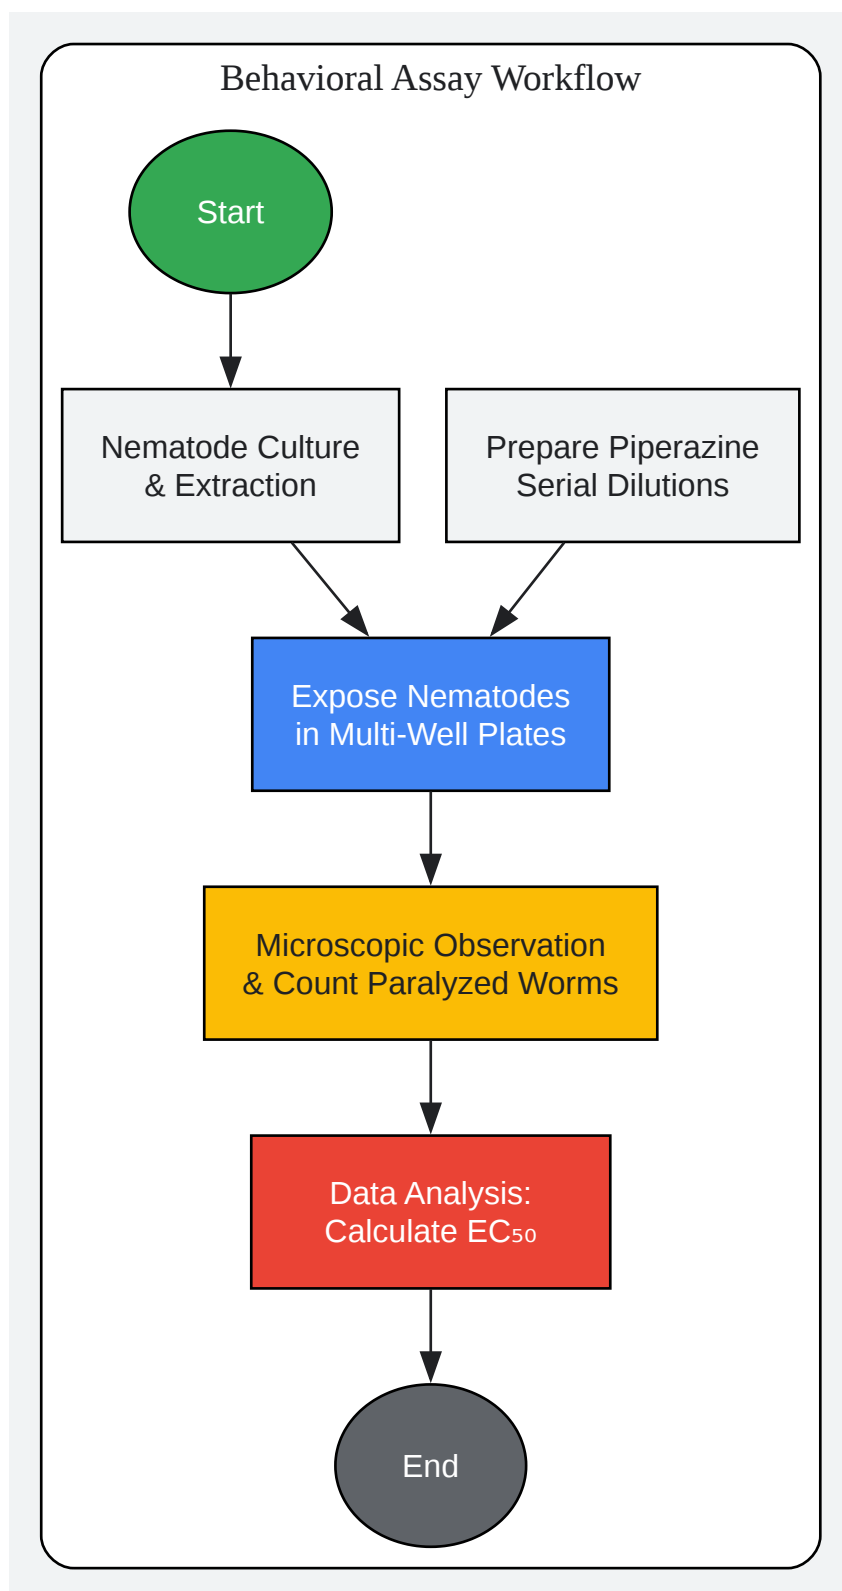 Behavioral Assay Workflow
Start
Nematode Culture
& Extraction
Prepare Piperazine
Serial Dilutions
Expose Nematodes
in Multi-Well Plates
Microscopic Observation
& Count Paralyzed Worms
Data Analysis:
Calculate EC₅₀
End